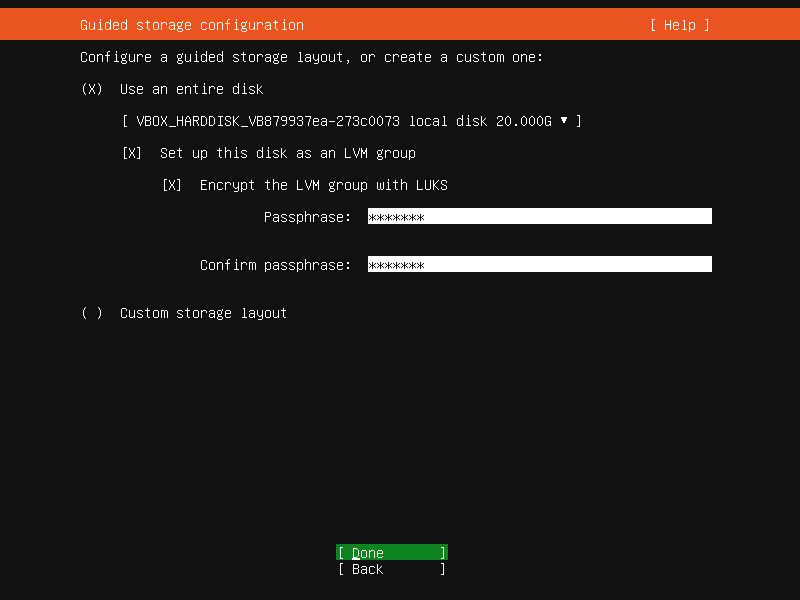 Guided storage configuration [ Help ]
Configure a guided storage layout, or create a custom one:
(X) Use an entire disk
[ VBOX_HARDDISK_VB879937ea-273c0073 local disk 20.000G ▾ ]
[X] Set up this disk as an LVM group
[X] Encrypt the LVM group with LUKS
Passphrase: *******
Confirm passphrase: *******
( ) Custom storage layout
[ Done ]
[ Back ]